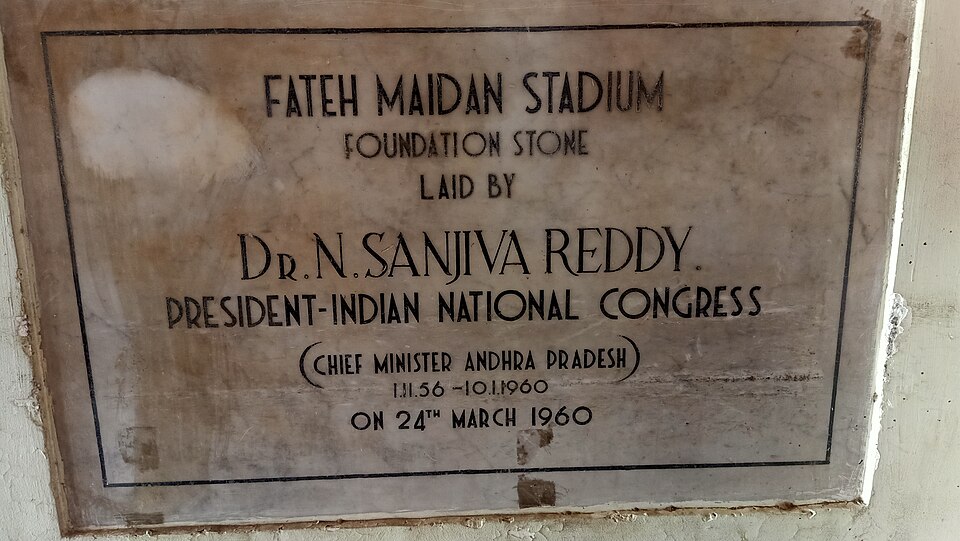 FATEH MAIDAN STADIUM
FOUNDATION STONE
LAID BY
DR. N. SANJIVA REDDY.
PRESIDENT-INDIAN NATIONAL CONGRESS
(CHIEF MINISTER ANDHRA PRADESH)
1.11.56 -10.1.1960
ON 24TH MARCH 1960